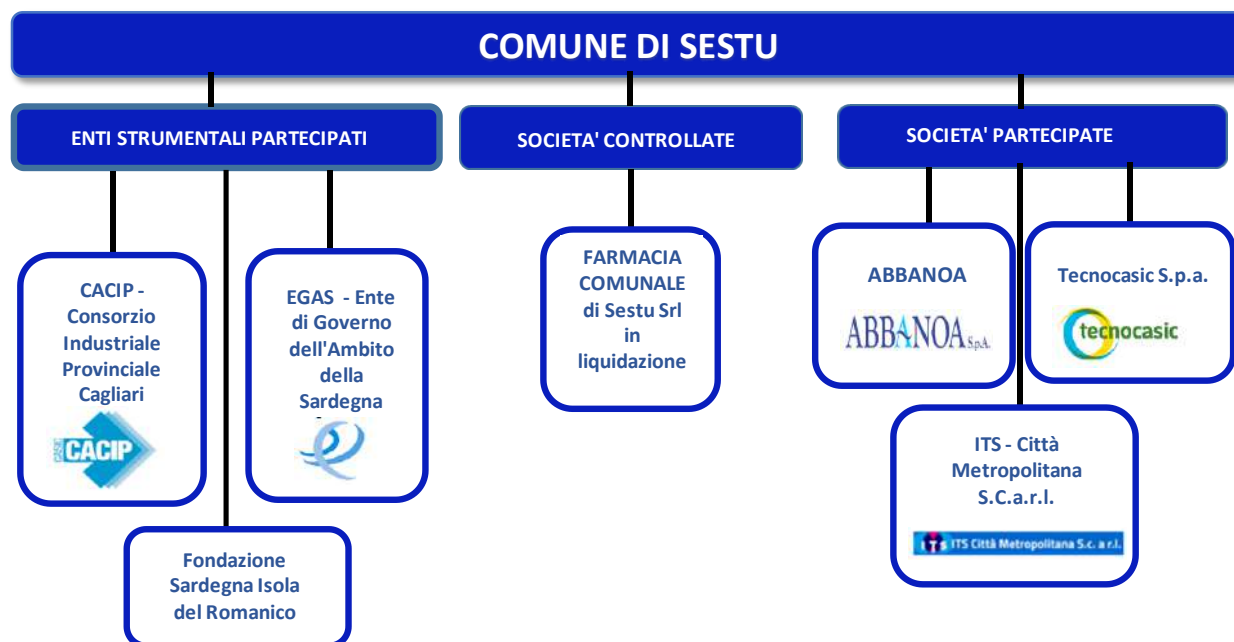 COMUNE DI SESTU
ENTI STRUMENTALI PARTECIPATI
SOCIETA' CONTROLLATE
SOCIETA' PARTECIPATE
CACIP -
Consorzio
Industriale
Provinciale
Cagliari
CASIC
CACIP
EGAS - Ente
di Governo
dell'Ambito
della
Sardegna
Fondazione
Sardegna Isola
del Romanico
FARMACIA
COMUNALE
di Sestu Srl
in
liquidazione
ABBANOA
ABBANOA S.p.A.
Tecnocasic S.p.a.
tecnocasic
ITS - Città
Metropolitana
S.C.a.r.l.
ITS ITS Città Metropolitana S.c. a r.l.